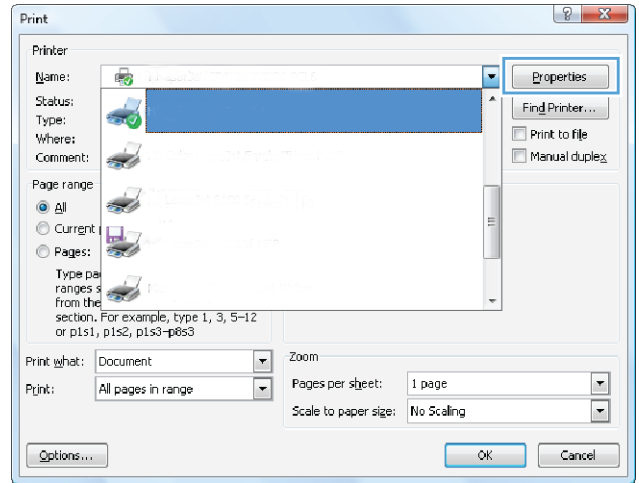 Print
Printer
Name:
Properties
Status:
Find Printer...
Type:
Where:
Print to file
Comment:
Manual duplex
Page range
All
Current
Pages:
Type
ranges
from the
section. For example, type 1, 3, 5–12
or p1s1, p1s2, p1s3–p8s3
Print what: Document
Zoom
Print: All pages in range
Pages per sheet: 1 page
Scale to paper size: No Scaling
Options...
OK
Cancel